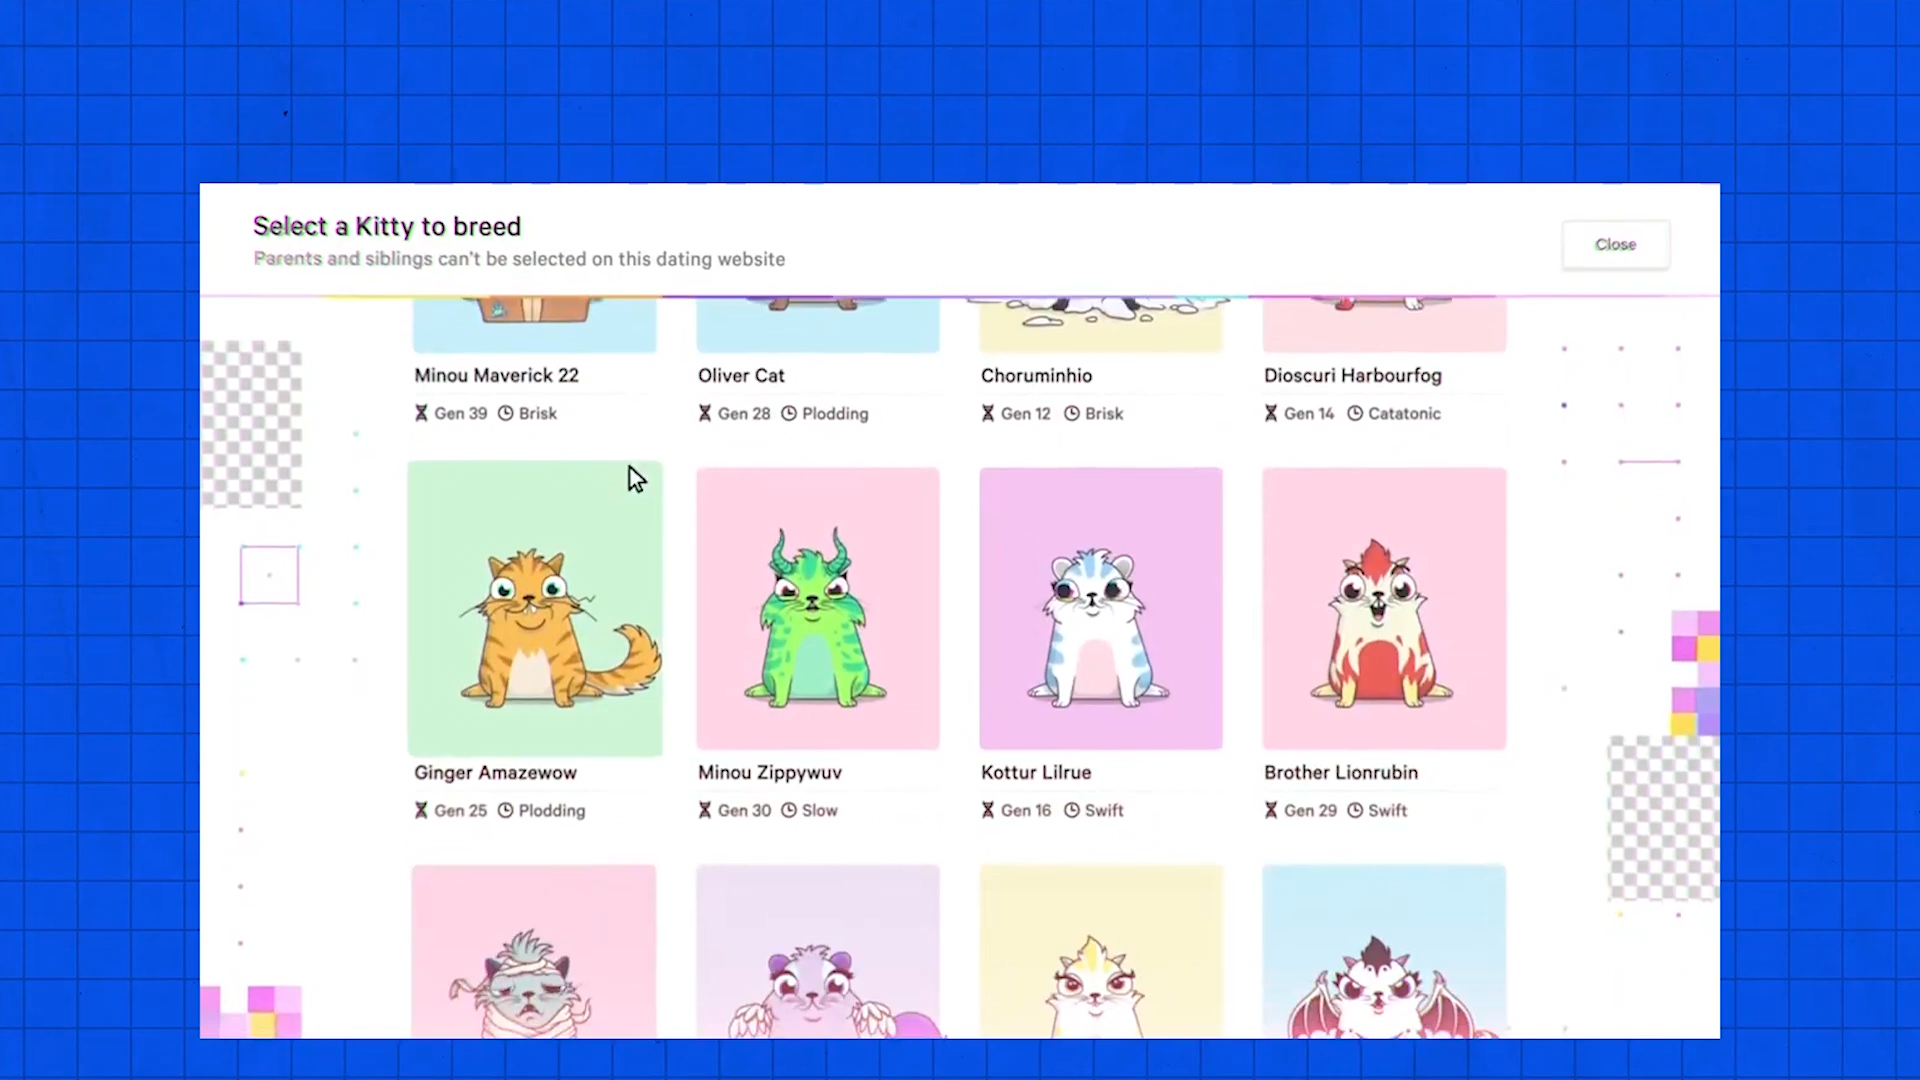 Select a Kitty to breed
Parents and siblings can't be selected on this dating website
Close
Minou Maverick 22
Oliver Cat
Choruminhio
Dioscuri Harbourfog
Gen 39 Brisk
Gen 28 Plodding
Gen 12 Brisk
Gen 14 Catatonic
Ginger Amazewow
Minou Zippywuv
Kottur Lilrue
Brother Lionrubin
Gen 25 Plodding
Gen 30 Slow
Gen 16 Swift
Gen 29 Swift